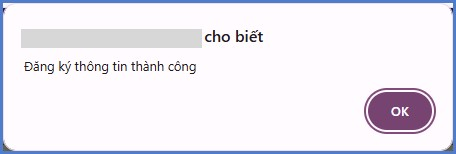 cho biết
Đăng ký thông tin thành công
OK